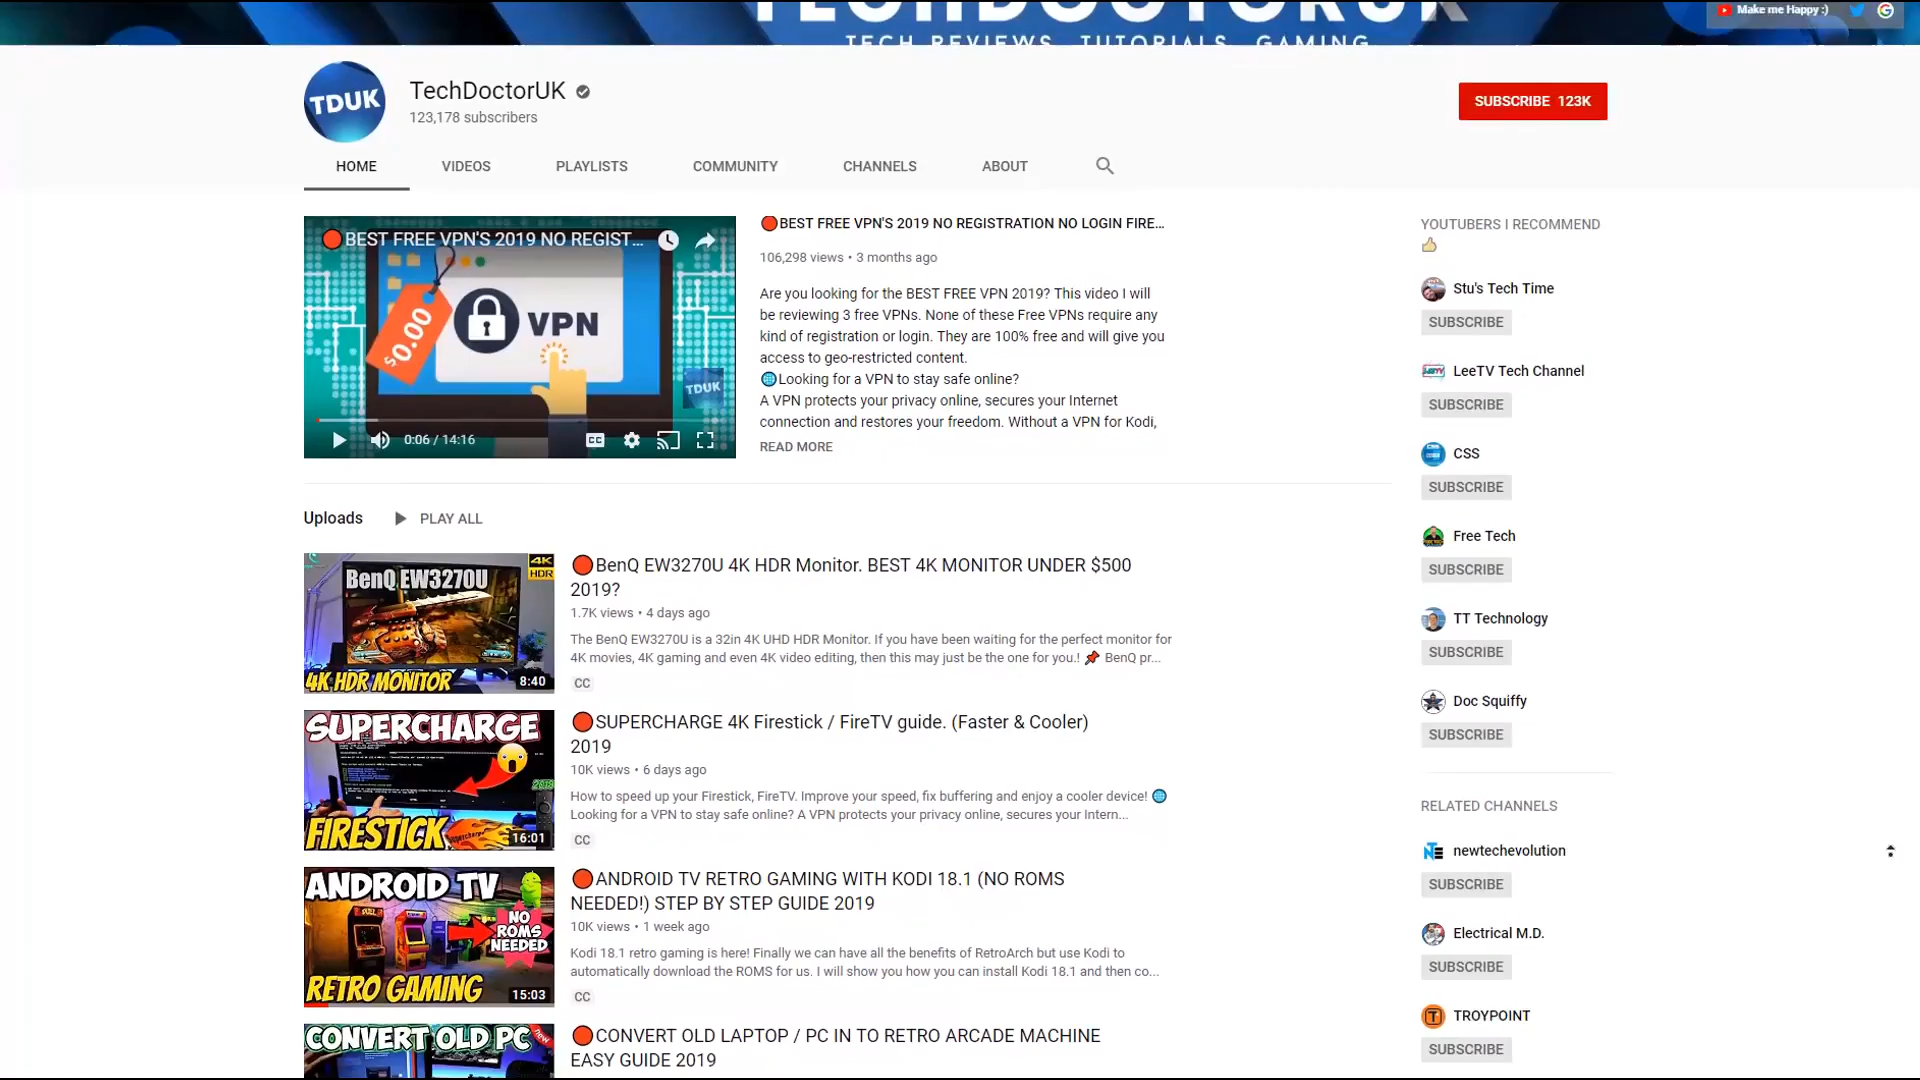 TECHDOCTORUK
TECH REVIEWS, TUTORIALS, GAMING
Make me Happy :)
TDUK
TechDoctorUK
123,178 subscribers
SUBSCRIBE 123K
HOME
VIDEOS
PLAYLISTS
COMMUNITY
CHANNELS
ABOUT
BEST FREE VPN'S 2019 NO REGIST...
$0.00
VPN
TDUK
0:06 / 14:16
CC
BEST FREE VPN'S 2019 NO REGISTRATION NO LOGIN FIRE...
106,298 views • 3 months ago
Are you looking for the BEST FREE VPN 2019? This video I will
be reviewing 3 free VPNs. None of these Free VPNs require any
kind of registration or login. They are 100% free and will give you
access to geo-restricted content.
Looking for a VPN to stay safe online?
A VPN protects your privacy online, secures your Internet
connection and restores your freedom. Without a VPN for Kodi,
READ MORE
Uploads
PLAY ALL
BenQ EW3270U
4K
HDR
4K HDR MONITOR
8:40
BenQ EW3270U 4K HDR Monitor. BEST 4K MONITOR UNDER $500
2019?
1.7K views • 4 days ago
The BenQ EW3270U is a 32in 4K UHD HDR Monitor. If you have been waiting for the perfect monitor for
4K movies, 4K gaming and even 4K video editing, then this may just be the one for you.! BenQ pr...
CC
SUPERCHARGE
2019
FIRESTICK
16:01
SUPERCHARGE 4K Firestick / FireTV guide. (Faster & Cooler)
2019
10K views • 6 days ago
How to speed up your Firestick, FireTV. Improve your speed, fix buffering and enjoy a cooler device!
Looking for a VPN to stay safe online? A VPN protects your privacy online, secures your Intern...
CC
ANDROID TV
NO
ROMS
NEEDED
RETRO GAMING
15:03
ANDROID TV RETRO GAMING WITH KODI 18.1 (NO ROMS
NEEDED!) STEP BY STEP GUIDE 2019
10K views • 1 week ago
Kodi 18.1 retro gaming is here! Finally we can have all the benefits of RetroArch but use Kodi to
automatically download the ROMS for us. I will show you how you can install Kodi 18.1 and then co...
CC
CONVERT OLD PC
new
CONVERT OLD LAPTOP / PC IN TO RETRO ARCADE MACHINE
EASY GUIDE 2019
YOUTUBERS I RECOMMEND
Stu's Tech Time
SUBSCRIBE
LeeTV Tech Channel
SUBSCRIBE
CSS
SUBSCRIBE
Free Tech
SUBSCRIBE
TT Technology
SUBSCRIBE
Doc Squiffy
SUBSCRIBE
RELATED CHANNELS
newtechevolution
SUBSCRIBE
Electrical M.D.
SUBSCRIBE
TROYPOINT
SUBSCRIBE